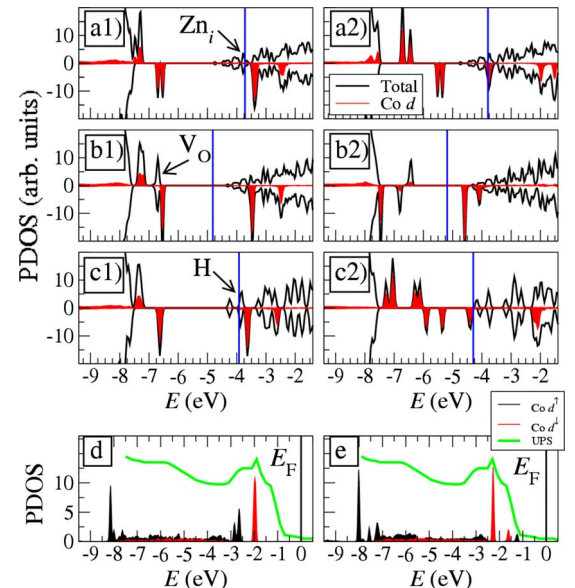 a1)
Zn_i
10
0
-10
a2)
Total
Co d
PDOS (arb. units)
b1)
V_O
10
0
-10
b2)
c1)
H
10
0
-10
c2)
-9 -8 -7 -6 -5 -4 -3 -2
-9 -8 -7 -6 -5 -4 -3 -2
E (eV)
E (eV)
Co d↑
Co d↓
UPS
PDOS
15
10
5
0
d
E_F
e
E_F
-9 -8 -7 -6 -5 -4 -3 -2 -1 0
-9 -8 -7 -6 -5 -4 -3 -2 -1 0
E (eV)
E (eV)